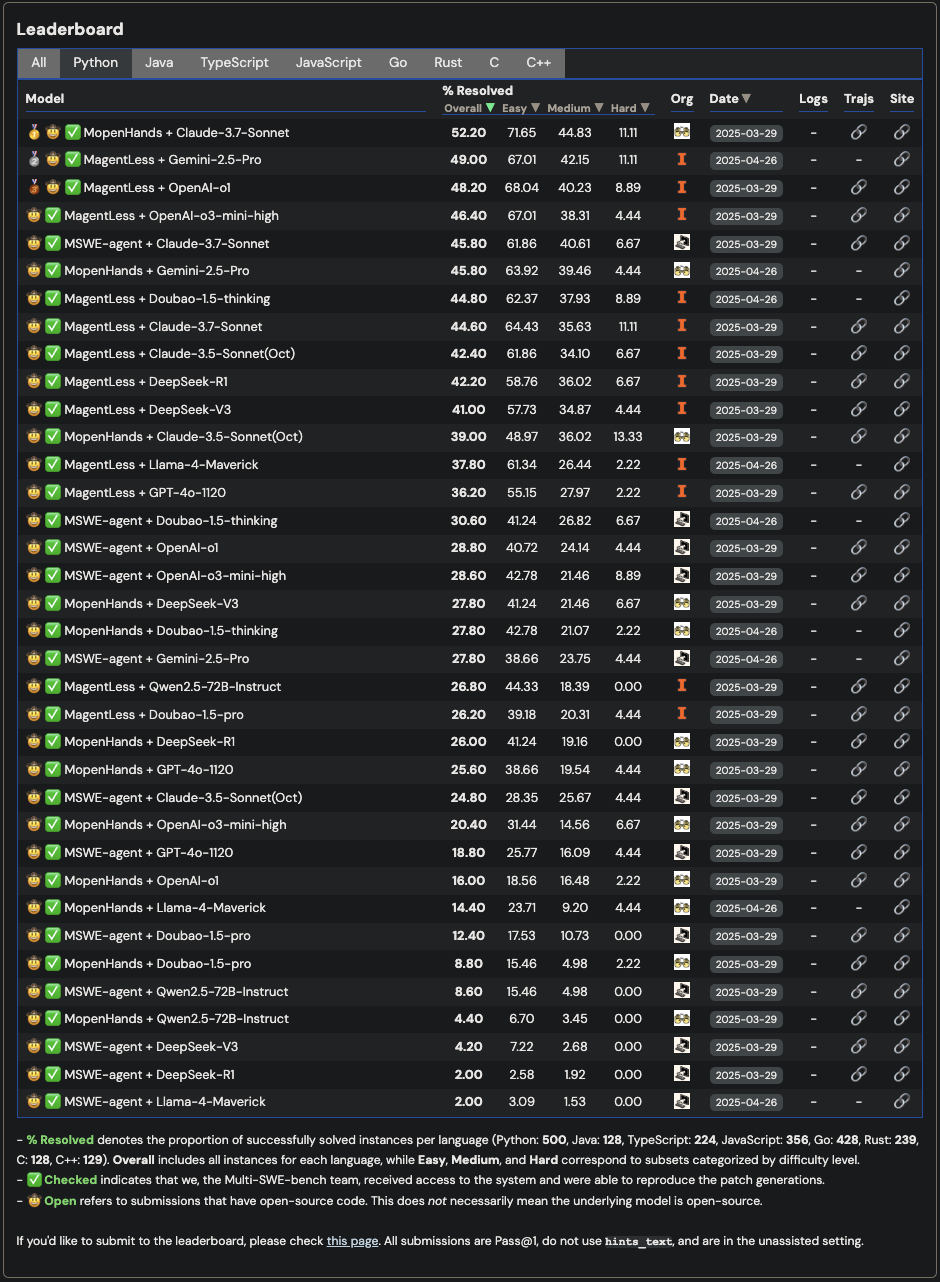 Leaderboard
All Python Java TypeScript JavaScript Go Rust C C++
Model % Resolved Org Date▼ Logs Trajs Site
Overall ▼ Easy ▼ Medium ▼ Hard ▼
🥇 🤠 ✅ MopenHands + Claude-3.7-Sonnet 52.20 71.65 44.83 11.11 2025-03-29 - 🔗 🔗
🥈 🤠 ✅ MagentLess + Gemini-2.5-Pro 49.00 67.01 42.15 11.11 2025-04-26 - - 🔗
🥉 🤠 ✅ MagentLess + OpenAI-o1 48.20 68.04 40.23 8.89 2025-03-29 - 🔗 🔗
🤠 ✅ MagentLess + OpenAI-o3-mini-high 46.40 67.01 38.31 4.44 2025-03-29 - 🔗 🔗
🤠 ✅ MSWE-agent + Claude-3.7-Sonnet 45.80 61.86 40.61 6.67 2025-03-29 - 🔗 🔗
🤠 ✅ MopenHands + Gemini-2.5-Pro 45.80 63.92 39.46 4.44 2025-04-26 - - 🔗
🤠 ✅ MagentLess + Doubao-1.5-thinking 44.80 62.37 37.93 8.89 2025-04-26 - - 🔗
🤠 ✅ MagentLess + Claude-3.7-Sonnet 44.60 64.43 35.63 11.11 2025-03-29 - 🔗 🔗
🤠 ✅ MagentLess + Claude-3.5-Sonnet(Oct) 42.40 61.86 34.10 6.67 2025-03-29 - 🔗 🔗
🤠 ✅ MagentLess + DeepSeek-R1 42.20 58.76 36.02 6.67 2025-03-29 - 🔗 🔗
🤠 ✅ MagentLess + DeepSeek-V3 41.00 57.73 34.87 4.44 2025-03-29 - 🔗 🔗
🤠 ✅ MopenHands + Claude-3.5-Sonnet(Oct) 39.00 48.97 36.02 13.33 2025-03-29 - 🔗 🔗
🤠 ✅ MagentLess + Llama-4-Maverick 37.80 61.34 26.44 2.22 2025-04-26 - - 🔗
🤠 ✅ MagentLess + GPT-4o-1120 36.20 55.15 27.97 2.22 2025-03-29 - 🔗 🔗
🤠 ✅ MSWE-agent + Doubao-1.5-thinking 30.60 41.24 26.82 6.67 2025-04-26 - - 🔗
🤠 ✅ MSWE-agent + OpenAI-o1 28.80 40.72 24.14 4.44 2025-03-29 - 🔗 🔗
🤠 ✅ MSWE-agent + OpenAI-o3-mini-high 28.60 42.78 21.46 8.89 2025-03-29 - 🔗 🔗
🤠 ✅ MopenHands + DeepSeek-V3 27.80 41.24 21.46 6.67 2025-03-29 - 🔗 🔗
🤠 ✅ MopenHands + Doubao-1.5-thinking 27.80 42.78 21.07 2.22 2025-04-26 - - 🔗
🤠 ✅ MSWE-agent + Gemini-2.5-Pro 27.80 38.66 23.75 4.44 2025-04-26 - - 🔗
🤠 ✅ MagentLess + Qwen2.5-72B-Instruct 26.80 44.33 18.39 0.00 2025-03-29 - 🔗 🔗
🤠 ✅ MagentLess + Doubao-1.5-pro 26.20 39.18 20.31 4.44 2025-03-29 - 🔗 🔗
🤠 ✅ MopenHands + DeepSeek-R1 26.00 41.24 19.16 0.00 2025-03-29 - 🔗 🔗
🤠 ✅ MopenHands + GPT-4o-1120 25.60 38.66 19.54 4.44 2025-03-29 - 🔗 🔗
🤠 ✅ MSWE-agent + Claude-3.5-Sonnet(Oct) 24.80 28.35 25.67 4.44 2025-03-29 - 🔗 🔗
🤠 ✅ MopenHands + OpenAI-o3-mini-high 20.40 31.44 14.56 6.67 2025-03-29 - 🔗 🔗
🤠 ✅ MSWE-agent + GPT-4o-1120 18.80 25.77 16.09 4.44 2025-03-29 - 🔗 🔗
🤠 ✅ MopenHands + OpenAI-o1 16.00 18.56 16.48 2.22 2025-03-29 - 🔗 🔗
🤠 ✅ MopenHands + Llama-4-Maverick 14.40 23.71 9.20 4.44 2025-04-26 - - 🔗
🤠 ✅ MSWE-agent + Doubao-1.5-pro 12.40 17.53 10.73 0.00 2025-03-29 - 🔗 🔗
🤠 ✅ MopenHands + Doubao-1.5-pro 8.80 15.46 4.98 2.22 2025-03-29 - 🔗 🔗
🤠 ✅ MSWE-agent + Qwen2.5-72B-Instruct 8.60 15.46 4.98 0.00 2025-03-29 - 🔗 🔗
🤠 ✅ MopenHands + Qwen2.5-72B-Instruct 4.40 6.70 3.45 0.00 2025-03-29 - 🔗 🔗
🤠 ✅ MSWE-agent + DeepSeek-V3 4.20 7.22 2.68 0.00 2025-03-29 - 🔗 🔗
🤠 ✅ MSWE-agent + DeepSeek-R1 2.00 2.58 1.92 0.00 2025-03-29 - 🔗 🔗
🤠 ✅ MSWE-agent + Llama-4-Maverick 2.00 3.09 1.53 0.00 2025-04-26 - - 🔗
- % Resolved denotes the proportion of successfully solved instances per language (Python: 500, Java: 128, TypeScript: 224, JavaScript: 356, Go: 428, Rust: 239,
C: 128, C++: 129). Overall includes all instances for each language, while Easy, Medium, and Hard correspond to subsets categorized by difficulty level.
- ✅ Checked indicates that we, the Multi-SWE-bench team, received access to the system and were able to reproduce the patch generations.
- 🤠 Open refers to submissions that have open-source code. This does not necessarily mean the underlying model is open-source.
If you'd like to submit to the leaderboard, please check this page. All submissions are Pass@1, do not use hints_text, and are in the unassisted setting.